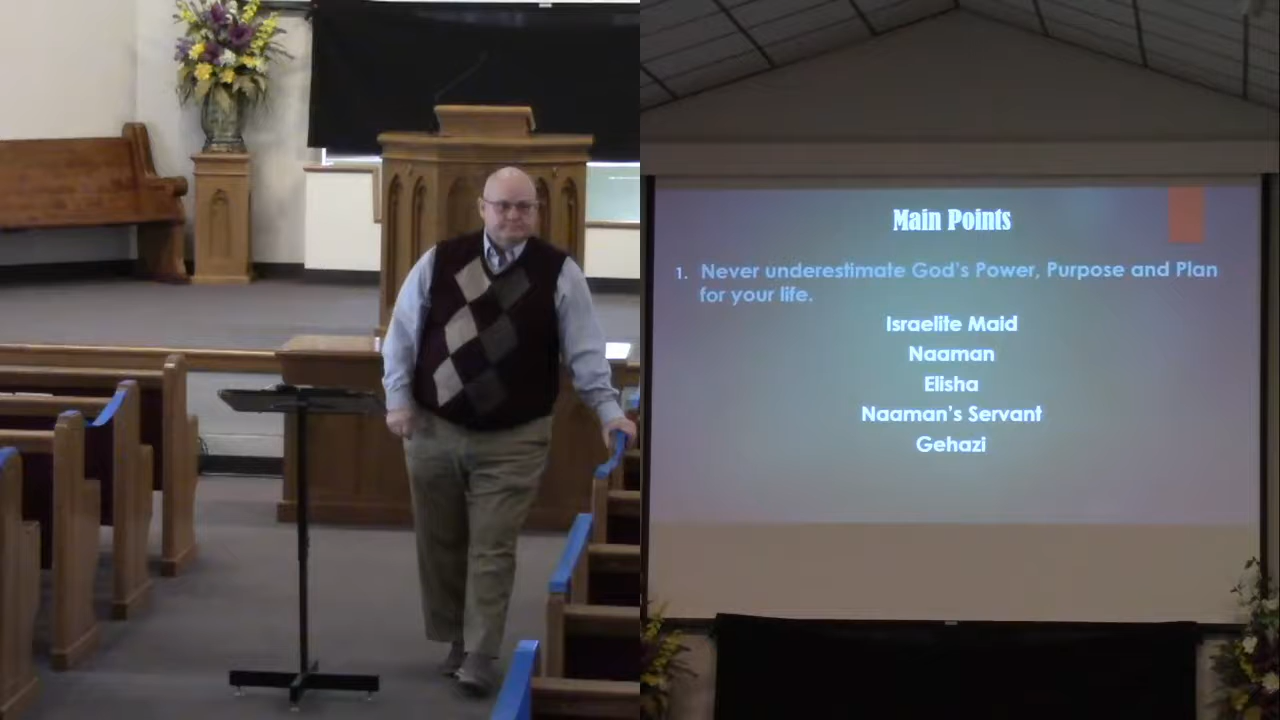 Main Points
1. Never underestimate God's Power, Purpose and Plan
for your life.
Israelite Maid
Naaman
Elisha
Naaman's Servant
Gehazi